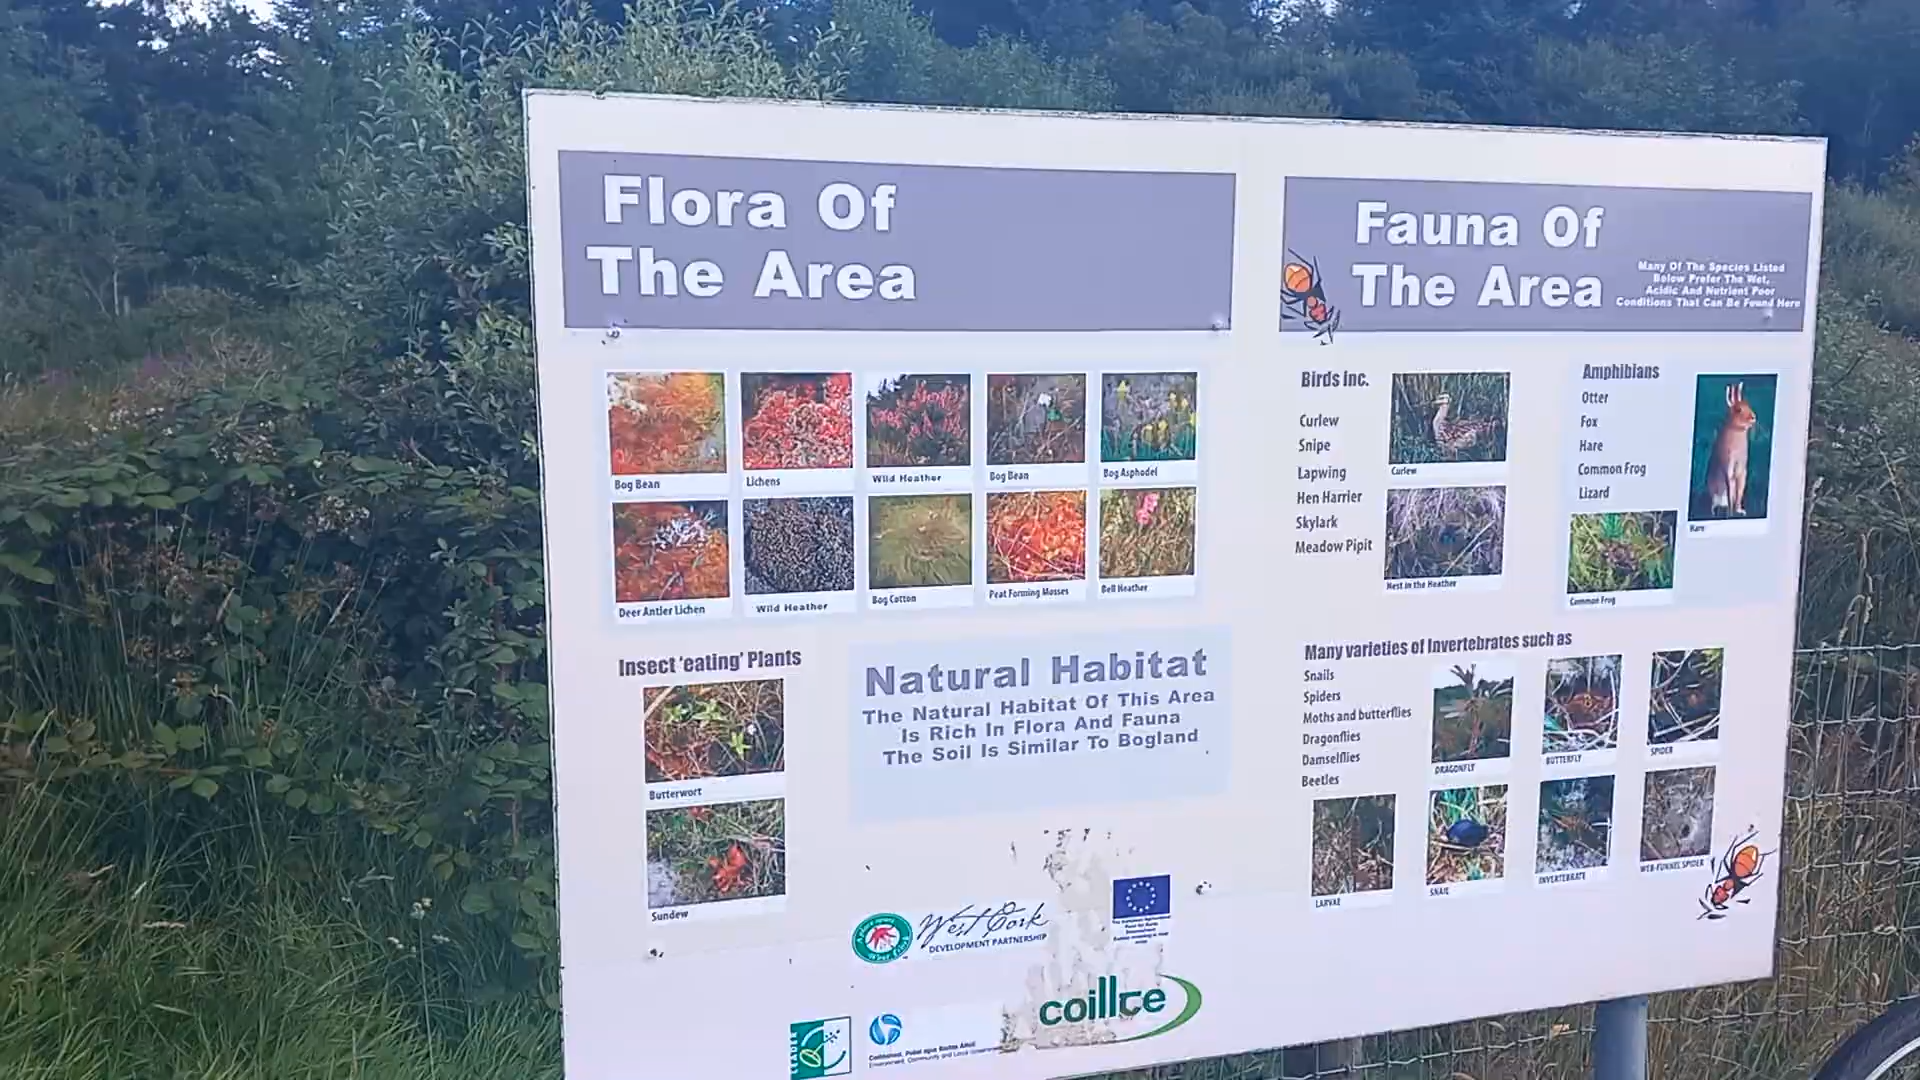 Flora Of
The Area
Bog Bean
Lichens
Wild Heather
Bog Bean
Bog Asphodel
Deer Antler Lichen
Wild Heather
Bog Cotton
Peat Forming Mosses
Bell Heather
Insect 'eating' Plants
Butterwort
Sundew
Natural Habitat
The Natural Habitat Of This Area
Is Rich In Flora And Fauna
The Soil Is Similar To Bogland
West Cork
DEVELOPMENT PARTNERSHIP
coillte
LEADER
Fauna Of
The Area
Many Of The Species Listed
Below Prefer The Wet,
Acidic And Nutrient Poor
Conditions That Can Be Found Here
Birds Inc.
Curlew
Snipe
Lapwing
Hen Harrier
Skylark
Meadow Pipit
Curlew
Nest in the Heather
Amphibians
Otter
Fox
Hare
Common Frog
Lizard
Hare
Common Frog
Many varieties of Invertebrates such as
Snails
Spiders
Moths and butterflies
Dragonflies
Damselflies
Beetles
DRAGONFLY
BUTTERFLY
SPIDER
LARVAE
SNAIL
INVERTEBRATE
WEB-FUNNEL SPIDER